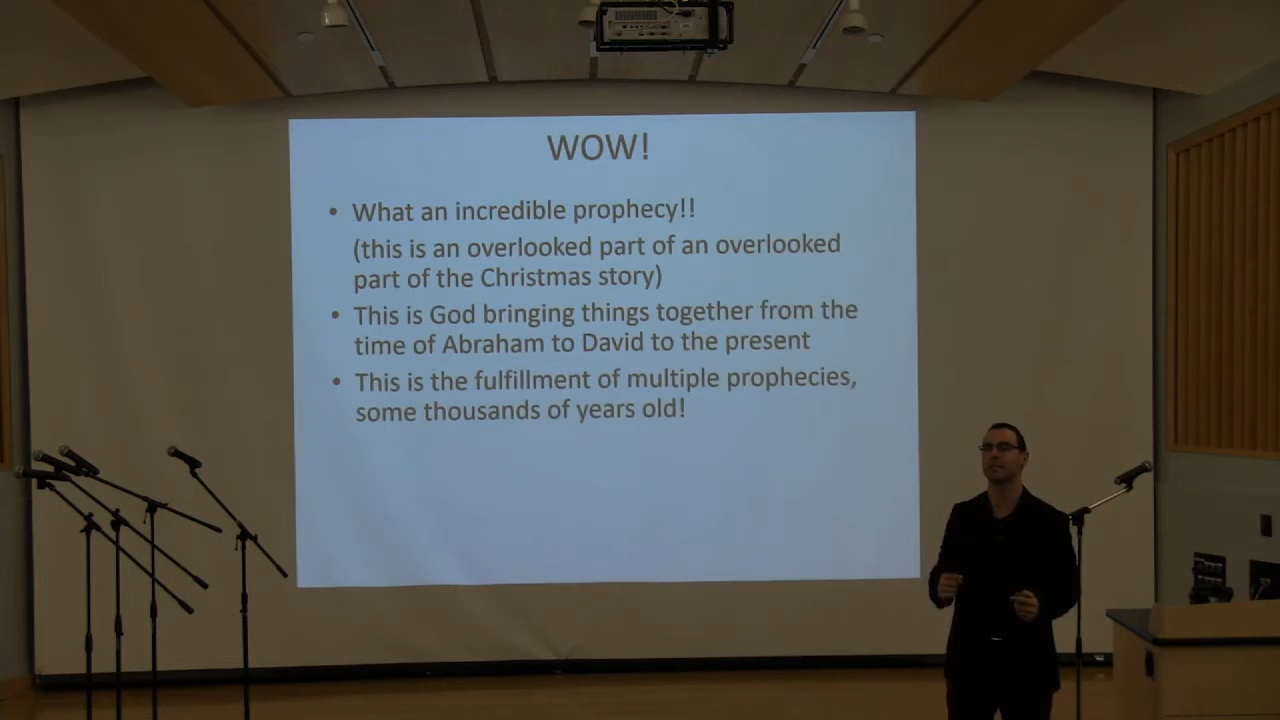 WOW!
• What an incredible prophecy!!
(this is an overlooked part of an overlooked
part of the Christmas story)
• This is God bringing things together from the
time of Abraham to David to the present
• This is the fulfillment of multiple prophecies,
some thousands of years old!